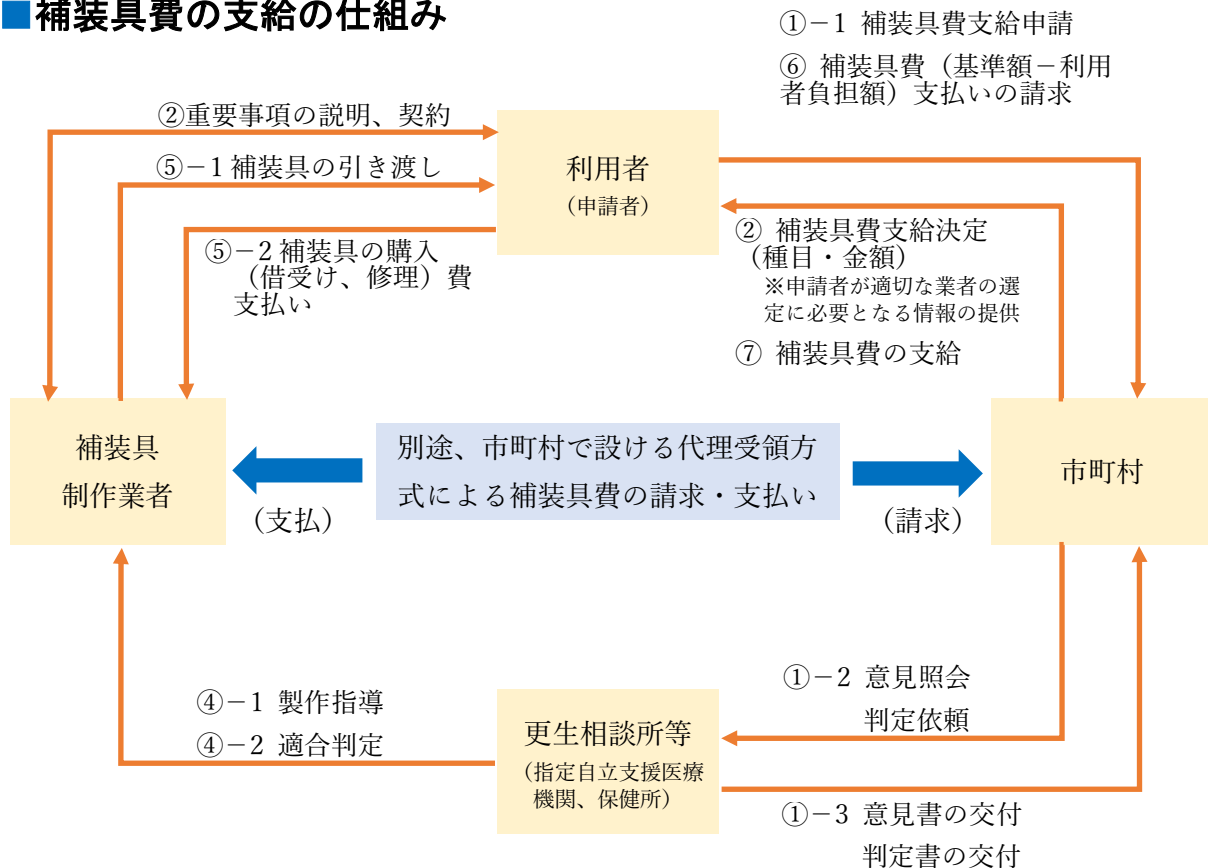 ■補装具費の支給の仕組み
①－1 補装具費支給申請
⑥ 補装具費（基準額－利用
者負担額）支払いの請求
②重要事項の説明、契約
⑤－1補装具の引き渡し
⑤－2補装具の購入
（借受け、修理）費
支払い
利用者
（申請者）
② 補装具費支給決定
（種目・金額）
※申請者が適切な業者の選
定に必要となる情報の提供
⑦ 補装具費の支給
補装具
制作業者
別途、市町村で設ける代理受領方
式による補装具費の請求・支払い
（支払）
（請求）
市町村
④－1 製作指導
④－2 適合判定
更生相談所等
（指定自立支援医療
機関、保健所）
①－2 意見照会
判定依頼
①－3 意見書の交付
判定書の交付